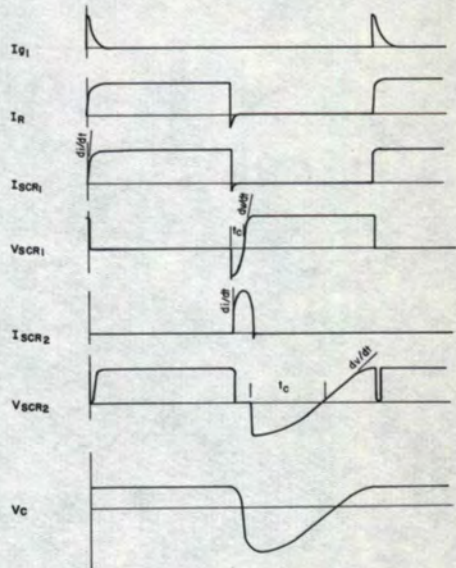 Ig1
IR
di/dt
ISCR1
dv/dt
tc
VSCR1
di/dt
ISCR2
dv/dt
tc
VSCR2
Vc